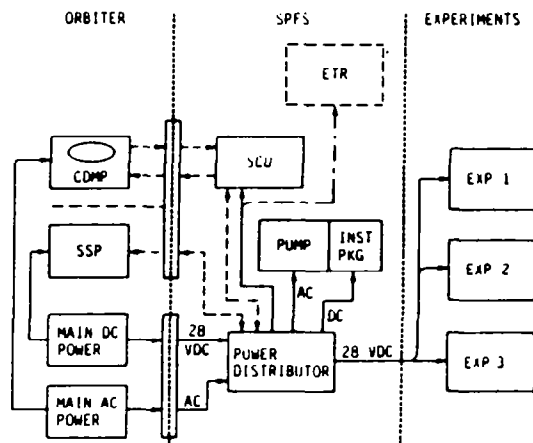 ORBITER
SPFS
EXPERIMENTS
ETR
CDMP
SCU
EXP 1
SSP
PUMP
INST
PKG
EXP 2
AC
DC
MAIN DC
POWER
28
VDC
POWER
DISTRIBUTOR
28 VDC
EXP 3
MAIN AC
POWER
AC